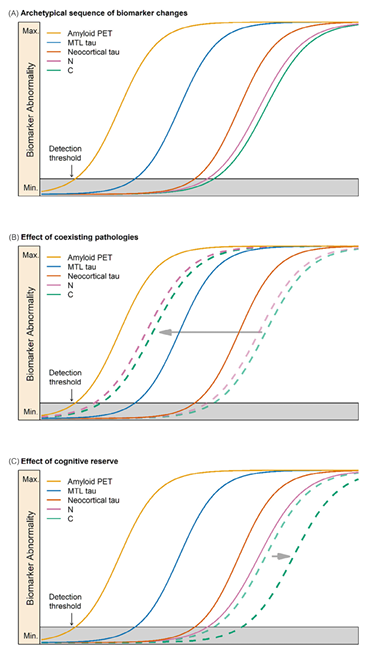 (A) Archetypical sequence of biomarker changes
Max.
Amyloid PET
MTL tau
Neocortical tau
N
C
Biomarker Abnormality
Detection
threshold
Min.
(B) Effect of coexisting pathologies
Max.
Amyloid PET
MTL tau
Neocortical tau
N
C
Biomarker Abnormality
Detection
threshold
Min.
(C) Effect of cognitive reserve
Max.
Amyloid PET
MTL tau
Neocortical tau
N
C
Biomarker Abnormality
Detection
threshold
Min.